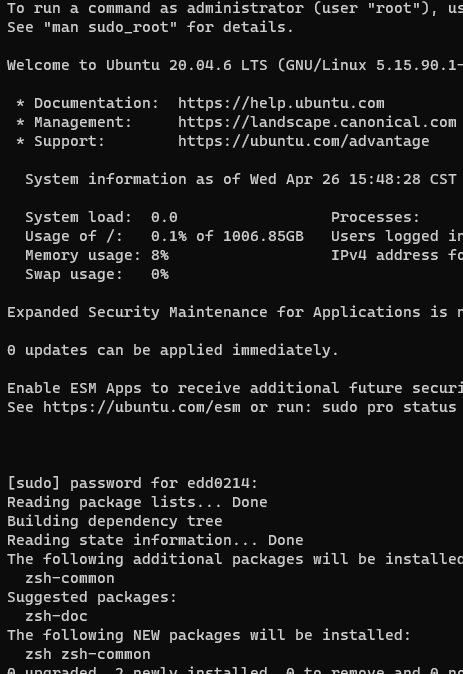 To run a command as administrator (user "root"), us
See "man sudo_root" for details.
Welcome to Ubuntu 20.04.6 LTS (GNU/Linux 5.15.90.1-
* Documentation:  https://help.ubuntu.com
* Management:     https://landscape.canonical.com
* Support:        https://ubuntu.com/advantage
System information as of Wed Apr 26 15:48:28 CST
System load:  0.0                    Processes:
Usage of /:   0.1% of 1006.85GB   Users logged in
Memory usage: 8%                  IPv4 address fo
Swap usage:   0%
Expanded Security Maintenance for Applications is n
0 updates can be applied immediately.
Enable ESM Apps to receive additional future securi
See https://ubuntu.com/esm or run: sudo pro status
[sudo] password for edd0214:
Reading package lists... Done
Building dependency tree
Reading state information... Done
The following additional packages will be installed
zsh-common
Suggested packages:
zsh-doc
The following NEW packages will be installed:
zsh zsh-common
0 upgraded, 2 newly installed, 0 to remove and 0 no